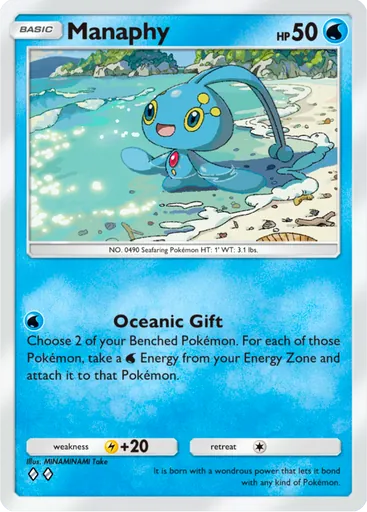 BASIC Manaphy HP 50
NO. 0490 Seafaring Pokémon HT: 1' WT: 3.1 lbs.
Oceanic Gift
Choose 2 of your Benched Pokémon. For each of those
Pokémon, take a Energy from your Energy Zone and
attach it to that Pokémon.
weakness +20 retreat
Illus. MINAMINAMI Take
It is born with a wondrous power that lets it bond
with any kind of Pokémon.